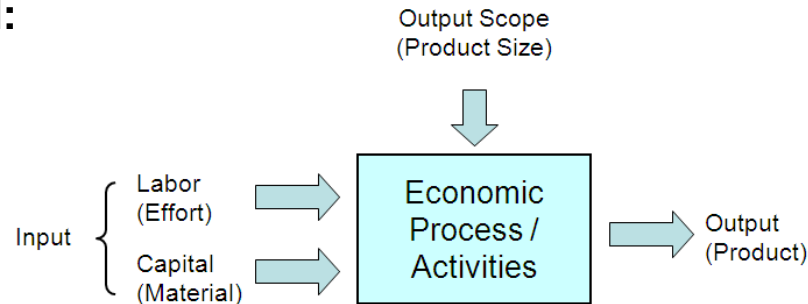 :
Output Scope
(Product Size)
Input
Labor
(Effort)
Capital
(Material)
Economic
Process /
Activities
Output
(Product)